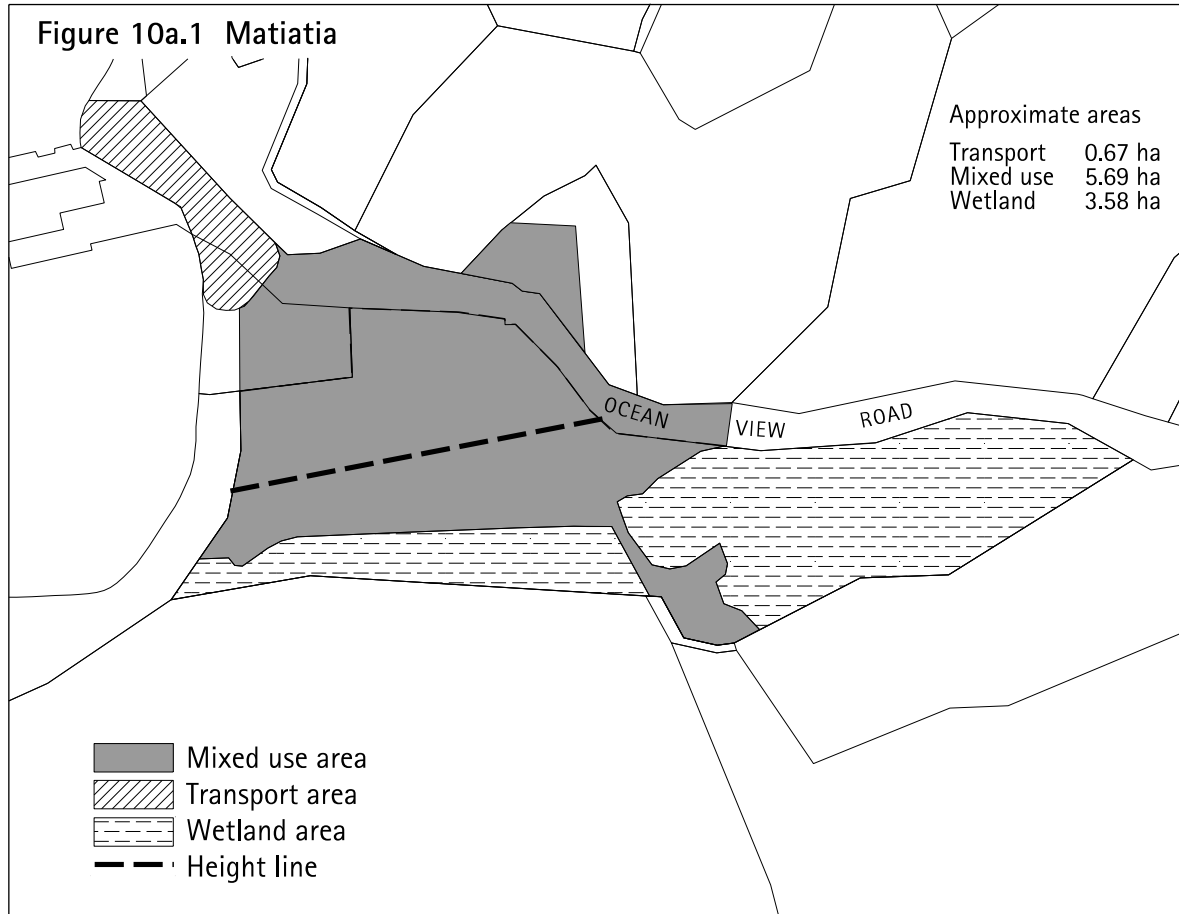 Figure 10a.1 Matiatia
Approximate areas
Transport 0.67 ha
Mixed use 5.69 ha
Wetland 3.58 ha
OCEAN VIEW ROAD
Mixed use area
Transport area
Wetland area
Height line